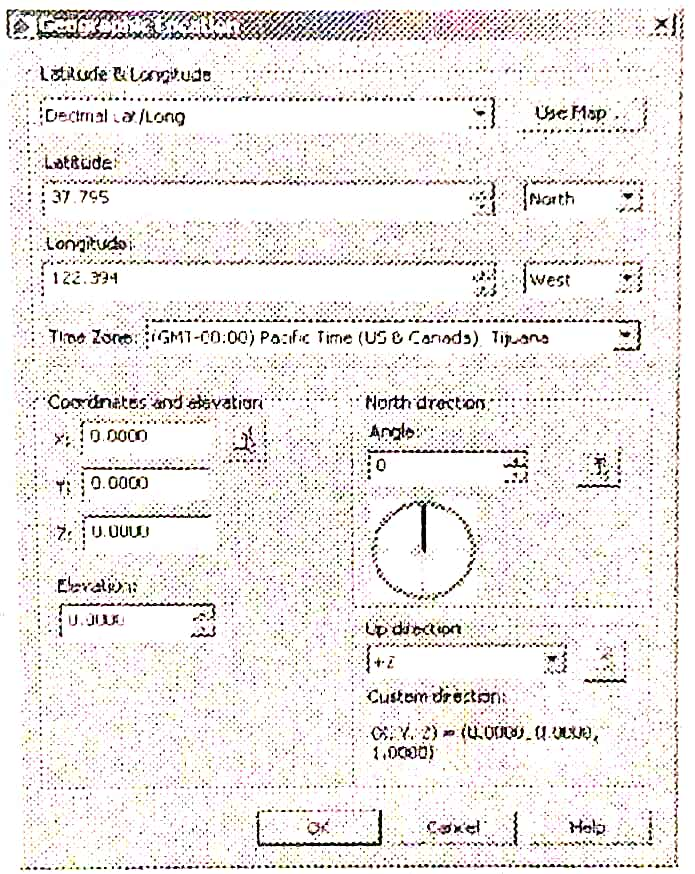 Geographic Location
Latitude & Longitude
Decimal Lat/Long
Use Map...
Latitude:
37.795
North
Longitude:
122.394
West
Time Zone: (GMT-08:00) Pacific Time (US & Canada), Tijuana
Coordinates and elevation
X: 0.0000
Y: 0.0000
Z: 0.0000
Elevation:
0.0000
North direction
Angle:
0
Up direction
+Z
Custom direction:
(X, Y, Z) = (0.0000, 0.0000,
1.0000)
OK
Cancel
Help